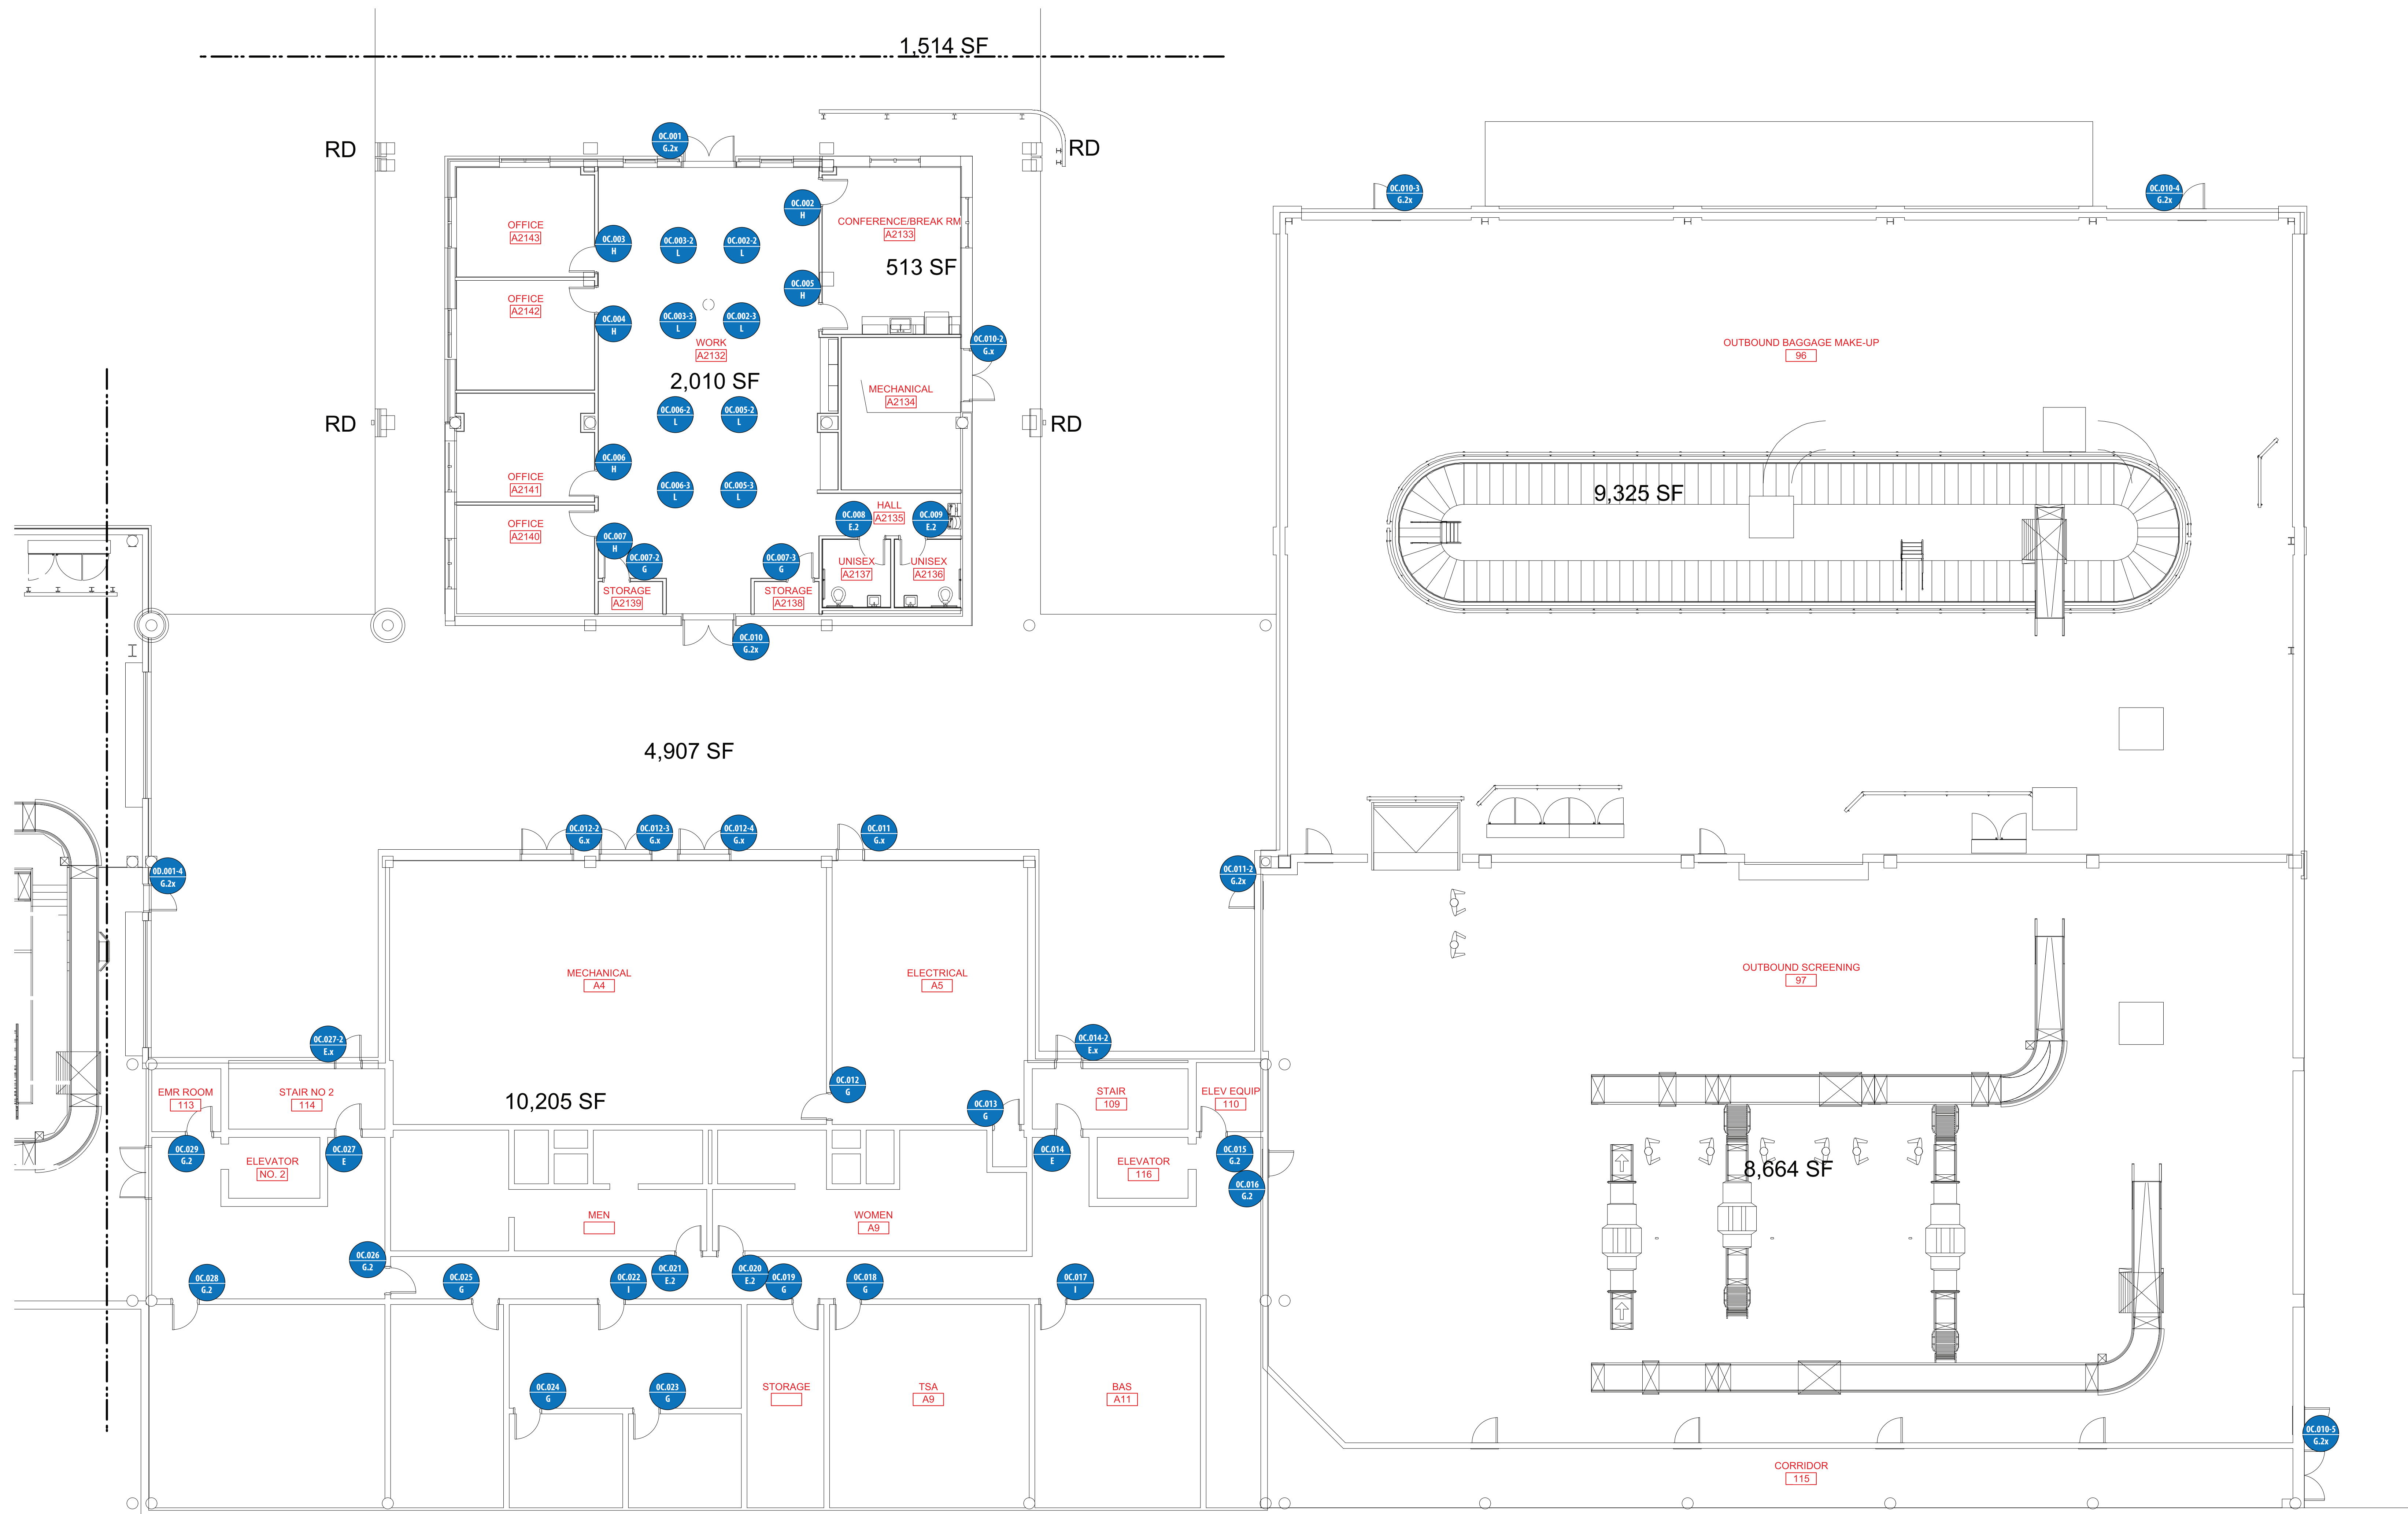 1,514 SF
RD
0C.001
G.2x
RD
0C.010-3
G.2x
0C.010-4
G.2x
0C.002
H
CONFERENCE/BREAK RM
A2133
OFFICE
A2143
0C.003
H
0C.003-2
L
0C.002-2
L
513 SF
0C.005
H
OFFICE
A2142
0C.004
H
0C.003-3
L
0C.002-3
L
0C.010-2
G.x
WORK
A2132
OUTBOUND BAGGAGE MAKE-UP
96
2,010 SF
MECHANICAL
A2134
RD
0C.006-2
L
0C.005-2
L
RD
0C.006
H
OFFICE
A2141
0C.006-3
L
0C.005-3
L
9,325 SF
HALL
A2135
0C.008
E.2
0C.009
E.2
OFFICE
A2140
0C.007
H
0C.007-2
G
0C.007-3
G
UNISEX
A2137
UNISEX
A2136
STORAGE
A2139
STORAGE
A2138
0C.010
G.2x
4,907 SF
0C.012-2
G.x
0C.012-3
G.x
0C.012-4
G.x
0C.011
G.x
0D.001-4
G.2x
0C.011-2
G.2x
MECHANICAL
A4
ELECTRICAL
A5
OUTBOUND SCREENING
97
0C.027-2
E.x
0C.014-2
E.x
EMR ROOM
113
STAIR NO 2
114
10,205 SF
0C.012
G
0C.013
G
STAIR
109
ELEV EQUIP
110
0C.029
G.2
ELEVATOR
NO. 2
0C.027
E
0C.014
E
ELEVATOR
116
0C.015
G.2
0C.016
G.2
8,664 SF
MEN
WOMEN
A9
0C.026
G.2
0C.028
G.2
0C.025
G
0C.022
I
0C.021
E.2
0C.020
E.2
0C.019
G
0C.018
G
0C.017
I
0C.024
G
0C.023
G
STORAGE
TSA
A9
BAS
A11
0C.010-5
G.2x
CORRIDOR
115